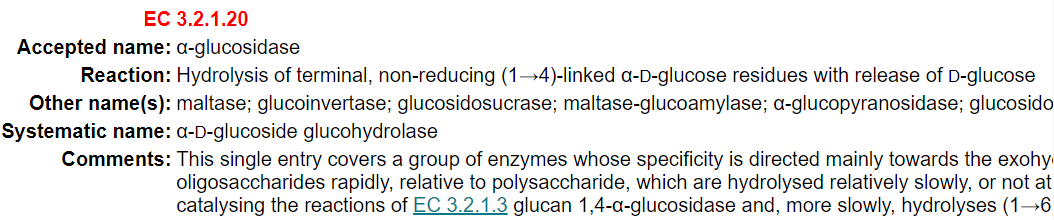 EC 3.2.1.20
Accepted name: α-glucosidase
Reaction: Hydrolysis of terminal, non-reducing (1→4)-linked α-D-glucose residues with release of D-glucose
Other name(s): maltase; glucoinvertase; glucosidosucrase; maltase-glucoamylase; α-glucopyranosidase; glucosido
Systematic name: α-D-glucoside glucohydrolase
Comments: This single entry covers a group of enzymes whose specificity is directed mainly towards the exohy
oligosaccharides rapidly, relative to polysaccharide, which are hydrolysed relatively slowly, or not at
catalysing the reactions of EC 3.2.1.3 glucan 1,4-α-glucosidase and, more slowly, hydrolyses (1→6